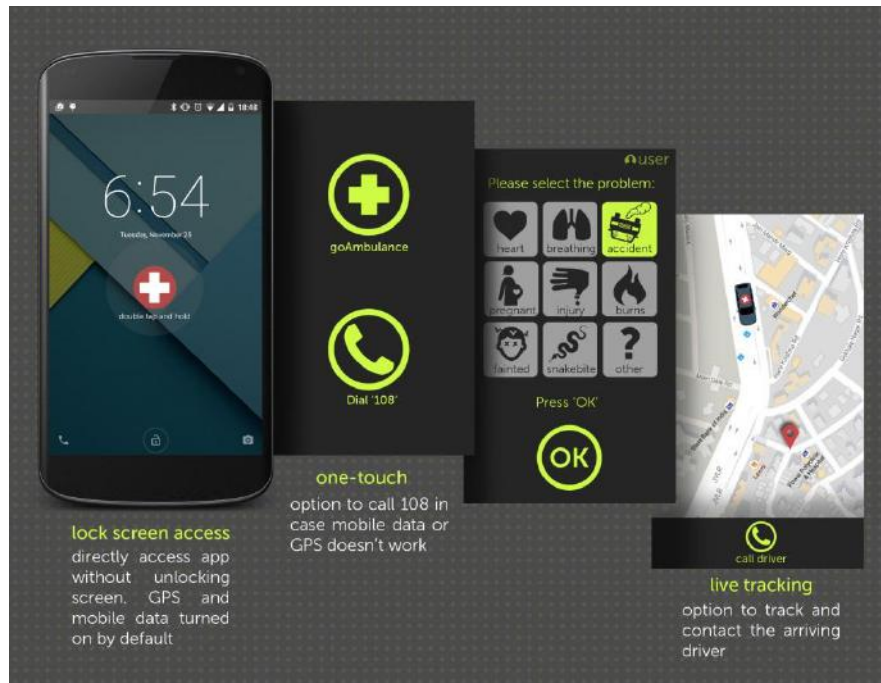 18:48
6:54
Tuesday, November 25
double tap and hold
goAmbulance
Dial '108'
user
Please select the problem:
heart
breathing
accident
pregnant
injury
burns
fainted
snakebite
other
Press 'OK'
OK
call driver
lock screen access
directly access app
without unlocking
screen. GPS and
mobile data turned
on by default
one-touch
option to call 108 in
case mobile data or
GPS doesn't work
live tracking
option to track and
contact the arriving
driver